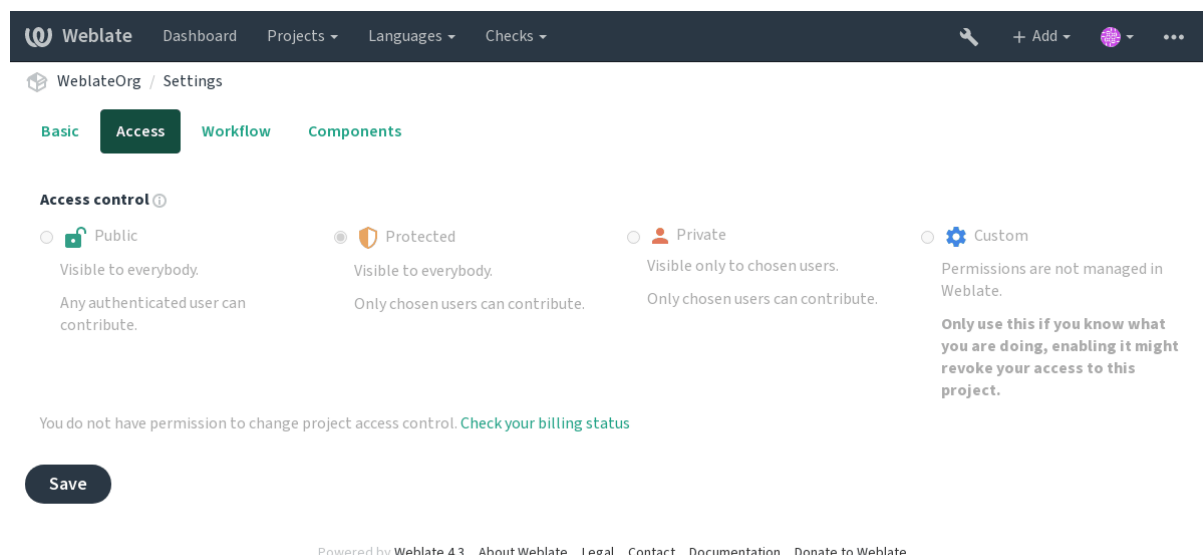 Weblate Dashboard Projects Languages Checks + Add
WeblateOrg / Settings
Basic Access Workflow Components
Access control
Public
Visible to everybody.
Any authenticated user can
contribute.
Protected
Visible to everybody.
Only chosen users can contribute.
Private
Visible only to chosen users.
Only chosen users can contribute.
Custom
Permissions are not managed in
Weblate.
Only use this if you know what
you are doing, enabling it might
revoke your access to this
project.
You do not have permission to change project access control. Check your billing status
Save
Powered by Weblate 4.3 About Weblate Legal Contact Documentation Donate to Weblate